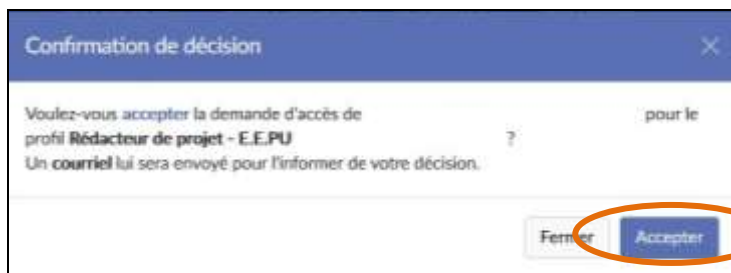 Confirmation de décision ×
Voulez-vous accepter la demande d'accès de pour le
profil Rédacteur de projet - E.E.PU ?
Un courriel lui sera envoyé pour l'informer de votre décision.
Fermer Accepter